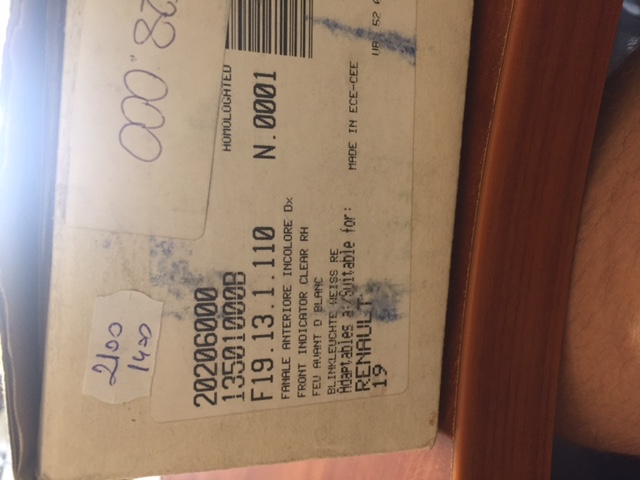 20206000
13501000B
F19.13.1.110
FANALE ANTERIORE INCOLORE Dx
FRONT INDICATOR CLEAR RH
FEU AVANT D BLANC
BLINKLEUCHTE WEISS RE
Adaptables a:/Suitable for:
RENAULT
19
HOMOLOGATED
N.0001
MADE IN ECE-CEE
000
2100
1400